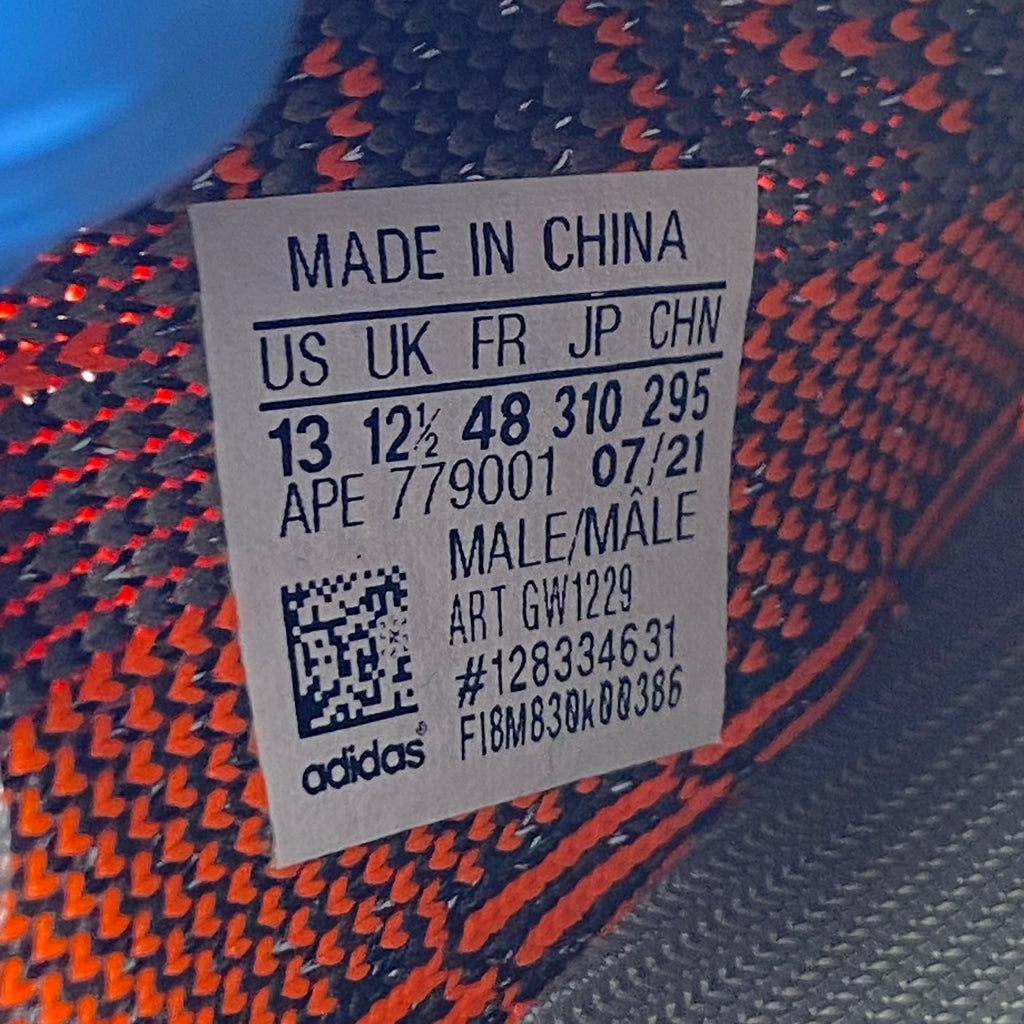 MADE IN CHINA
US UK FR JP CHN
13 12½ 48 310 295
APE 779001 07/21
MALE/MÂLE
ART GW1229
#128334631
FI8M830k00386
adidas®